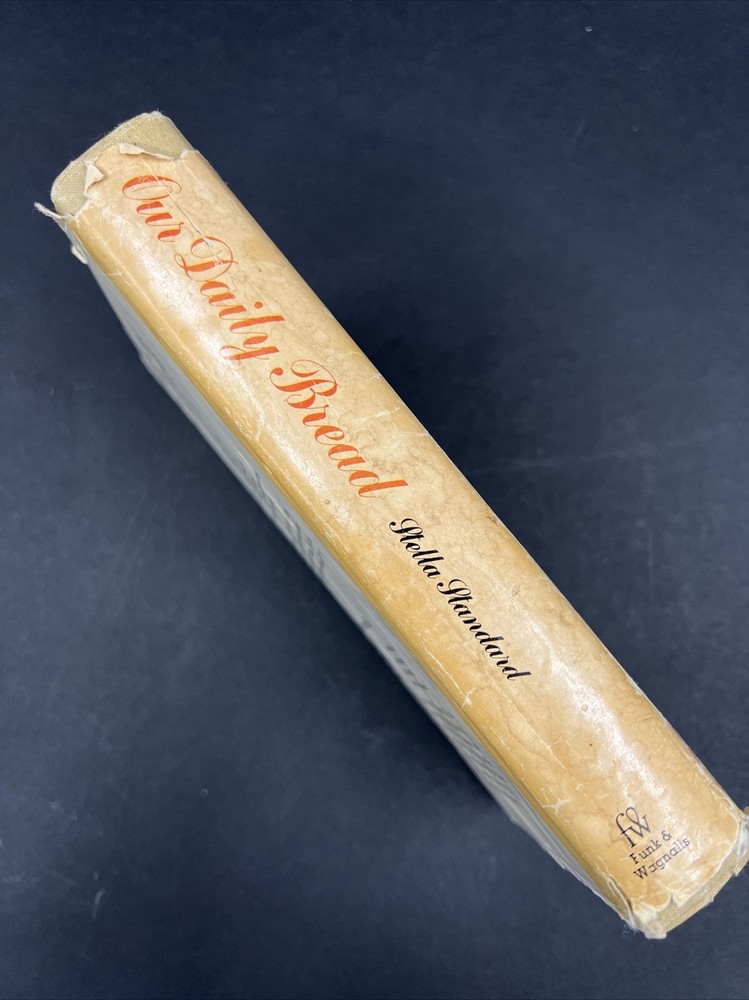 Our Daily Bread
Stella Standard
fw
Funk &
Wagnalls